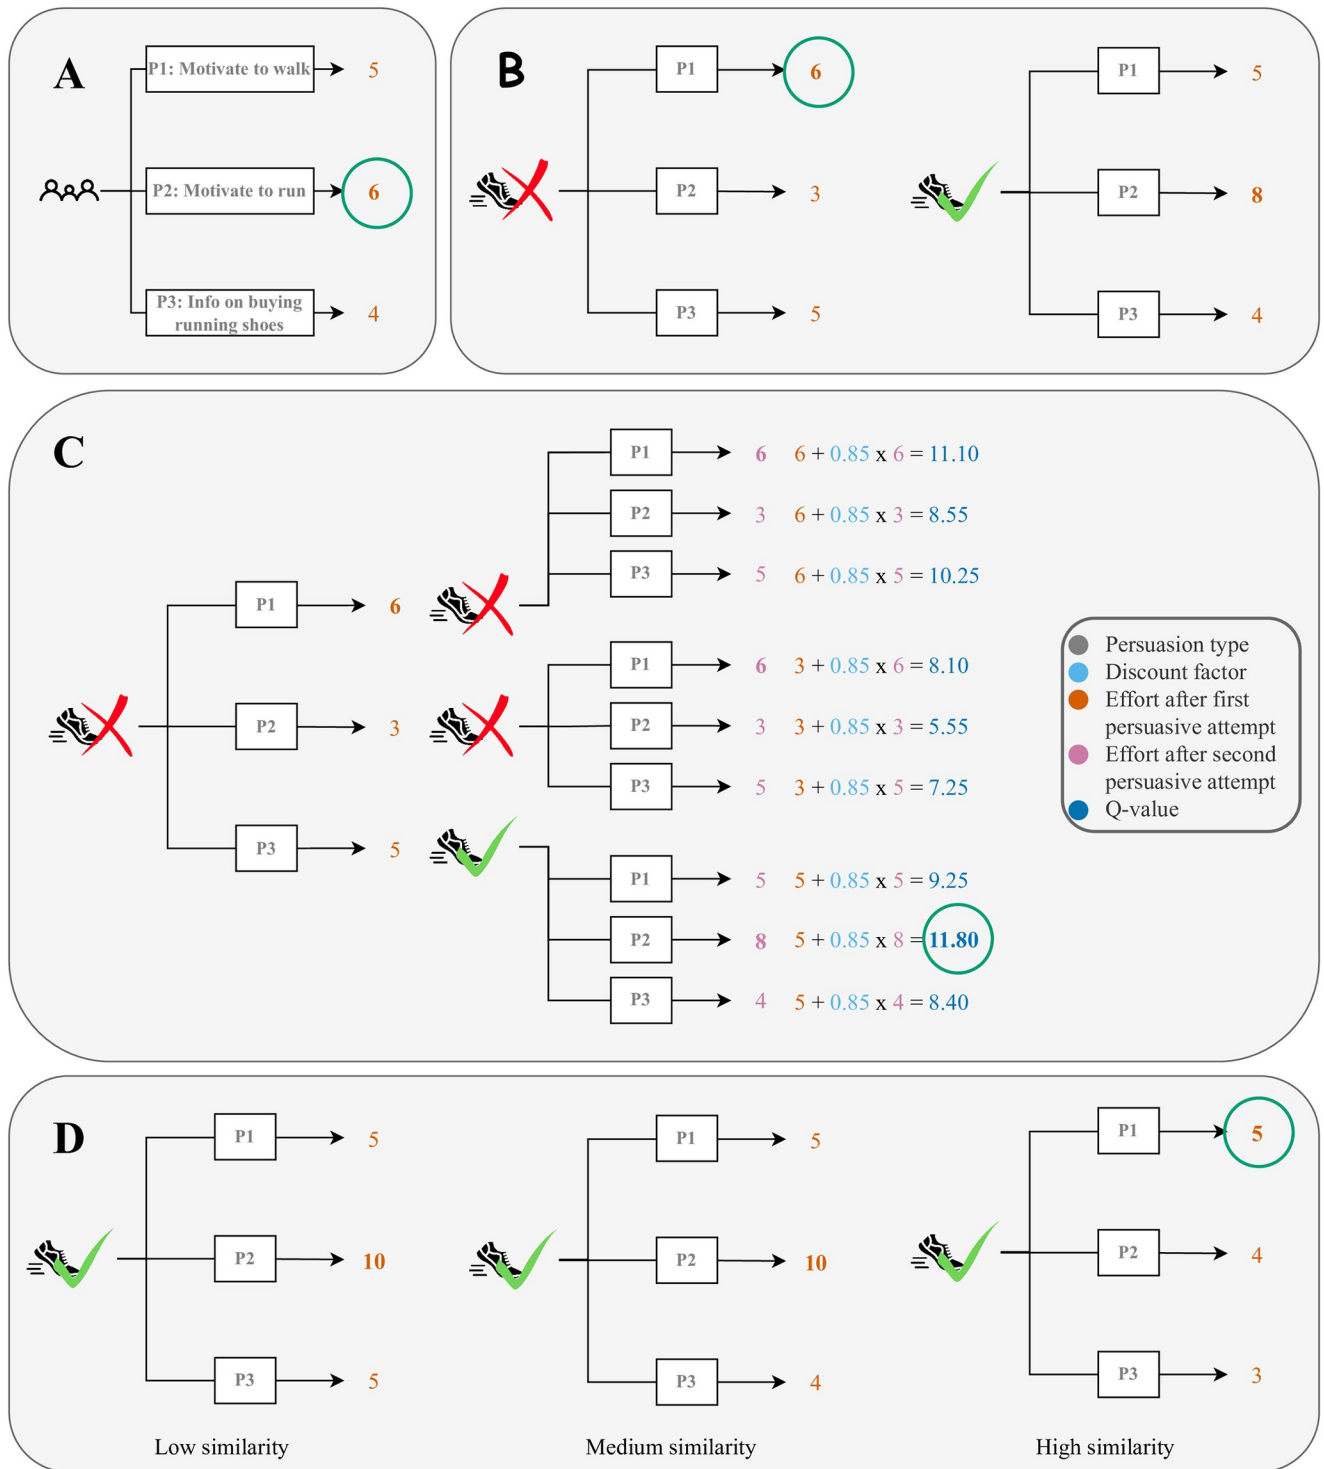 A
P1: Motivate to walk
5
P2: Motivate to run
6
P3: Info on buying
running shoes
4
B
P1
6
P2
3
P3
5
P1
5
P2
8
P3
4
C
P1
6
P2
3
P3
5
P1
6 6 + 0.85 x 6 = 11.10
P2
3 6 + 0.85 x 3 = 8.55
P3
5 6 + 0.85 x 5 = 10.25
P1
6 3 + 0.85 x 6 = 8.10
P2
3 3 + 0.85 x 3 = 5.55
P3
5 3 + 0.85 x 5 = 7.25
P1
5 5 + 0.85 x 5 = 9.25
P2
8 5 + 0.85 x 8 = 11.80
P3
4 5 + 0.85 x 4 = 8.40
Persuasion type
Discount factor
Effort after first
persuasive attempt
Effort after second
persuasive attempt
Q-value
D
P1
5
P2
10
P3
5
Low similarity
P1
5
P2
10
P3
4
Medium similarity
P1
5
P2
4
P3
3
High similarity